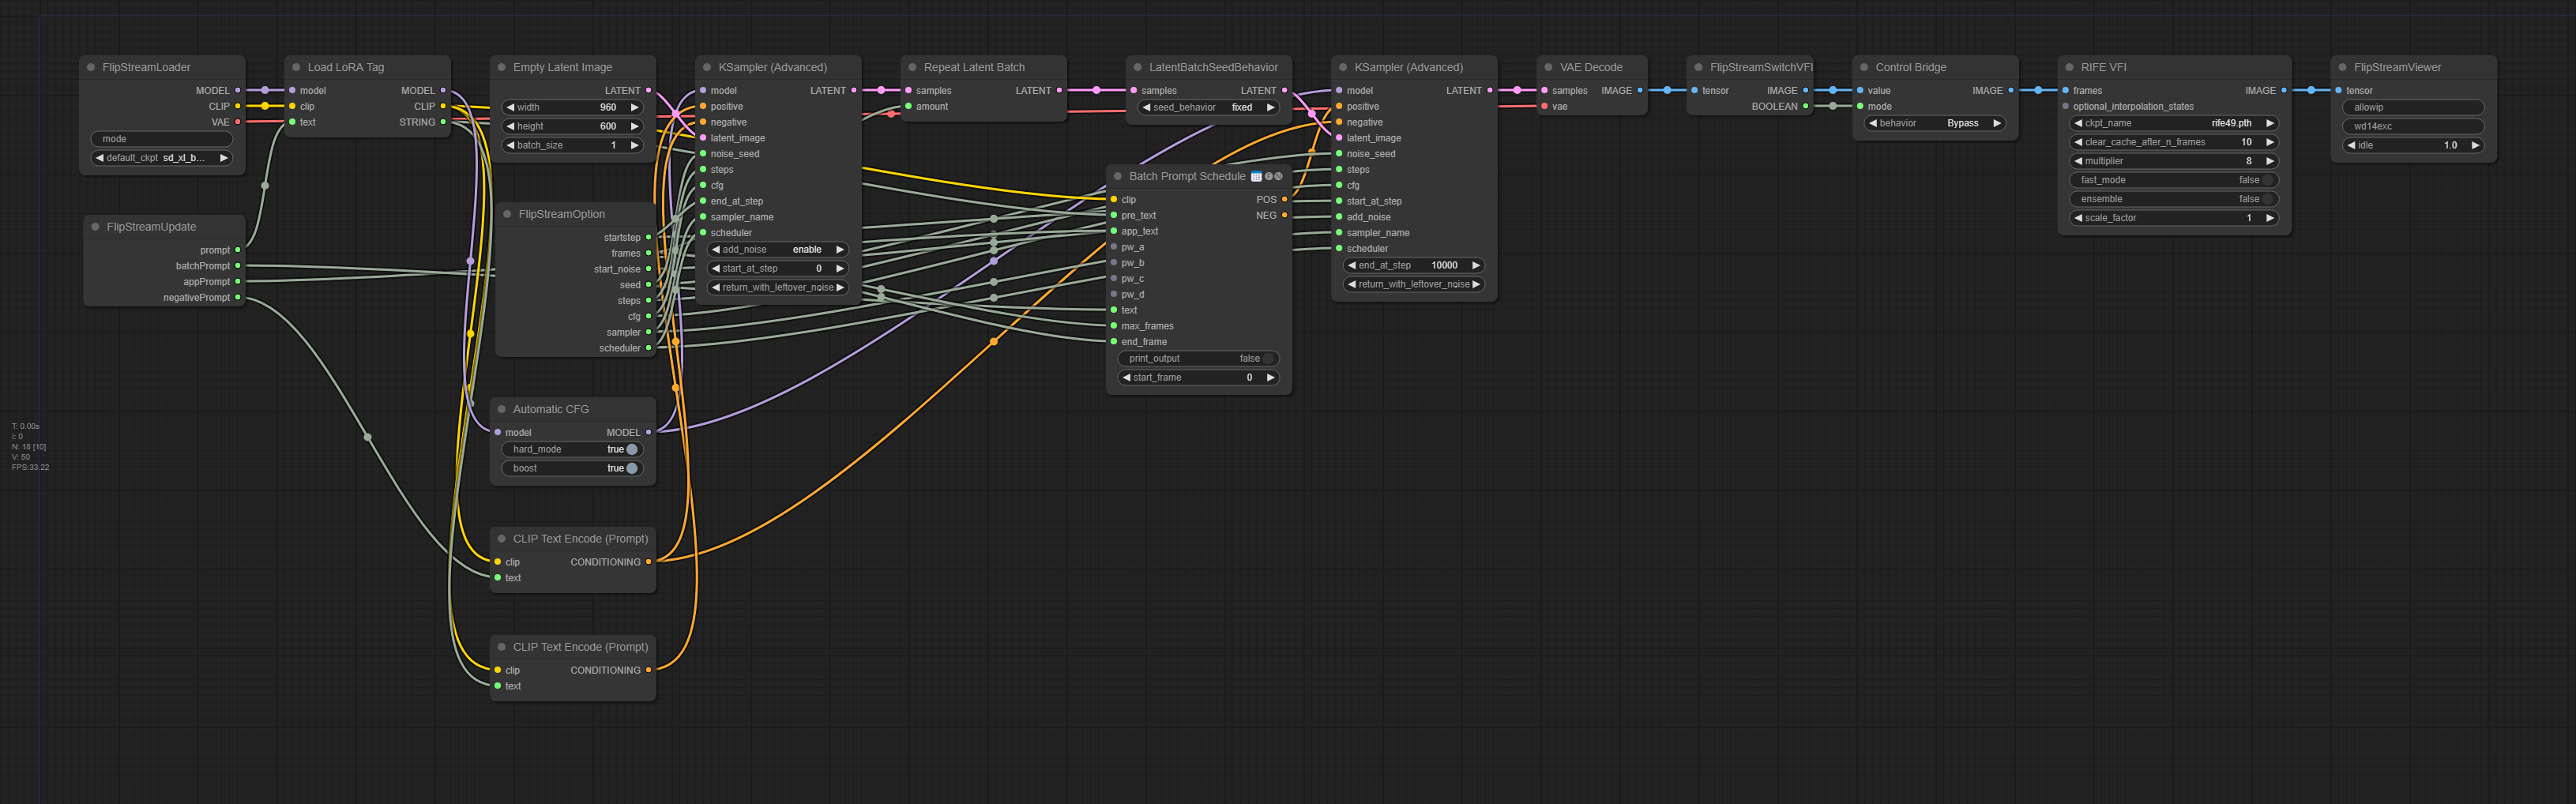 FlipStreamLoader
MODEL
CLIP
VAE
mode
default_ckpt sd_xl_b...
FlipStreamUpdate
prompt
batchPrompt
appPrompt
negativePrompt
Load LoRA Tag
model MODEL
clip CLIP
text STRING
Empty Latent Image
LATENT
width 960
height 600
batch_size 1
FlipStreamOption
startstep
frames
start_noise
seed
steps
cfg
sampler
scheduler
Automatic CFG
model MODEL
hard_mode true
boost true
CLIP Text Encode (Prompt)
clip CONDITIONING
text
CLIP Text Encode (Prompt)
clip CONDITIONING
text
KSampler (Advanced)
model LATENT
positive
negative
latent_image
noise_seed
steps
cfg
end_at_step
sampler_name
scheduler
add_noise enable
start_at_step 0
return_with_leftover_noise
Repeat Latent Batch
samples LATENT
amount
LatentBatchSeedBehavior
samples LATENT
seed_behavior fixed
Batch Prompt Schedule
clip POS
pre_text NEG
app_text
pw_a
pw_b
pw_c
pw_d
text
max_frames
end_frame
print_output false
start_frame 0
KSampler (Advanced)
model LATENT
positive
negative
latent_image
noise_seed
steps
cfg
start_at_step
add_noise
sampler_name
scheduler
end_at_step 10000
return_with_leftover_noise
VAE Decode
samples IMAGE
vae
FlipStreamSwitchVFI
tensor IMAGE
BOOLEAN
Control Bridge
value IMAGE
mode
behavior Bypass
RIFE VFI
frames IMAGE
optional_interpolation_states
ckpt_name rife49.pth
clear_cache_after_n_frames 10
multiplier 8
fast_mode false
ensemble false
scale_factor 1
FlipStreamViewer
tensor
allowip
wd14exc
idle 1.0
T: 0.00s
I: 0
N: 18 [10]
V: 50
FPS:33.22